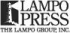 LAMPO
PRESS
THE LAMPO GROUP, INC.